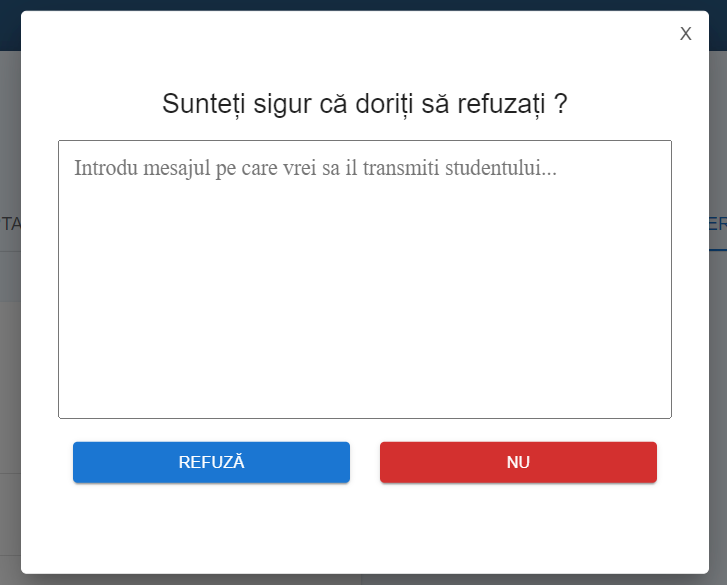 X
Sunteți sigur că doriți să refuzați ?
Introdu mesajul pe care vrei sa il transmiti studentului...
TA
ER
REFUZĂ
NU